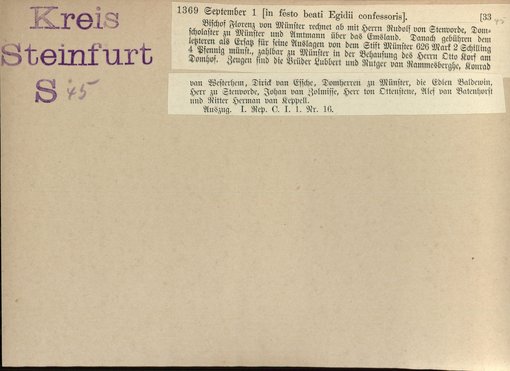 Kreis
Steinfurt
S 45
1369 September 1 [in festo beati Egidii confessoris]. [33
Bischof Florenz von Münster rechnet ab mit Herrn Rudolf von Stenvorde, Dom-
scholaster zu Münster und Amtmann über das Emsland. Danach gebühren dem
letzteren als Ersatz für seine Auslagen von dem Stift Münster 626 Mark 2 Schilling
4 Pfennig münst., zahlbar zu Münster in der Behausung des Herrn Otto Korf am
Domhof. Zeugen sind die Brüder Lubbert und Rutger van Rammesberghe, Konrad
van Westerhem, Dirick van Essche, Domherren zu Münster, die Edlen Baldewin,
Herr zu Stenvorde, Johan van Zolmisse, Herr ton Ottenstene, Alef van Batenhorst
und Ritter Herman van Keppell.
Auszug. I. Rep. C. I. 1. Nr. 16.